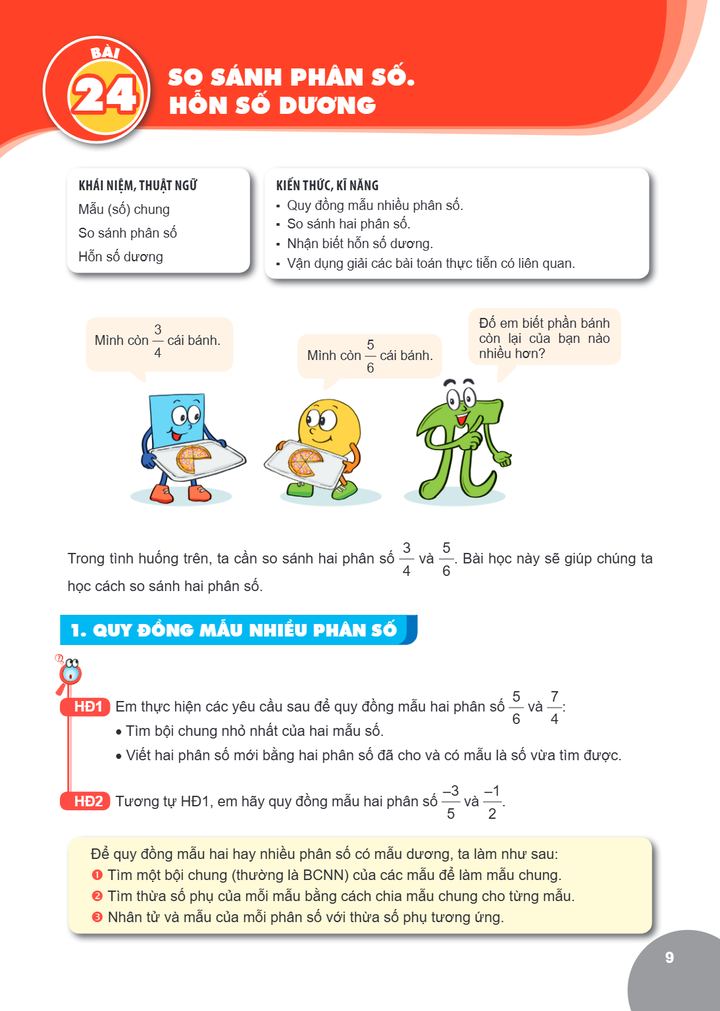 BÀI
24
SO SÁNH PHÂN SỐ.
HỖN SỐ DƯƠNG
KHÁI NIỆM, THUẬT NGỮ
Mẫu (số) chung
So sánh phân số
Hỗn số dương
KIẾN THỨC, KĨ NĂNG
• Quy đồng mẫu nhiều phân số.
• So sánh hai phân số.
• Nhận biết hỗn số dương.
• Vận dụng giải các bài toán thực tiễn có liên quan.
Mình còn 3/4 cái bánh.
Mình còn 5/6 cái bánh.
Đố em biết phần bánh
còn lại của bạn nào
nhiều hơn?
Trong tình huống trên, ta cần so sánh hai phân số 3/4 và 5/6. Bài học này sẽ giúp chúng ta
học cách so sánh hai phân số.
1. QUY ĐỒNG MẪU NHIỀU PHÂN SỐ
?
HĐ1 Em thực hiện các yêu cầu sau để quy đồng mẫu hai phân số 5/6 và 7/4:
• Tìm bội chung nhỏ nhất của hai mẫu số.
• Viết hai phân số mới bằng hai phân số đã cho và có mẫu là số vừa tìm được.
HĐ2 Tương tự HĐ1, em hãy quy đồng mẫu hai phân số –3/5 và –1/2.
Để quy đồng mẫu hai hay nhiều phân số có mẫu dương, ta làm như sau:
❶ Tìm một bội chung (thường là BCNN) của các mẫu để làm mẫu chung.
❷ Tìm thừa số phụ của mỗi mẫu bằng cách chia mẫu chung cho từng mẫu.
❸ Nhân tử và mẫu của mỗi phân số với thừa số phụ tương ứng.
9